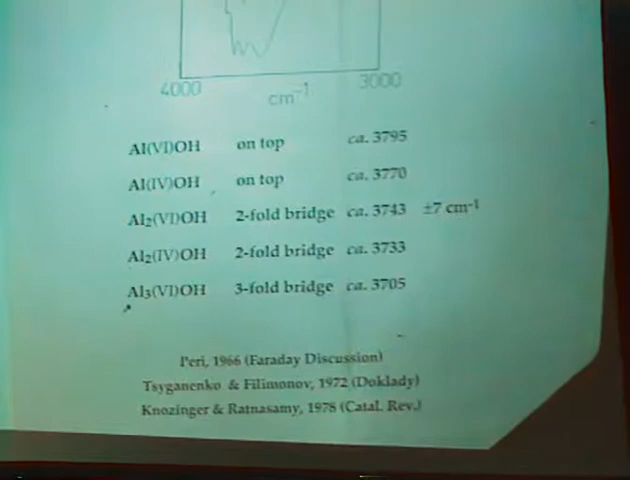 4000 3000
cm⁻¹
Al(VI)OH on top ca. 3795
Al(IV)OH on top ca. 3770
Al₂(VI)OH 2-fold bridge ca. 3743 ±7 cm⁻¹
Al₂(IV)OH 2-fold bridge ca. 3733
Al₃(VI)OH 3-fold bridge ca. 3705
Peri, 1966 (Faraday Discussion)
Tsyganenko & Filimonov, 1972 (Doklady)
Knozinger & Ratnasamy, 1978 (Catal. Rev.)